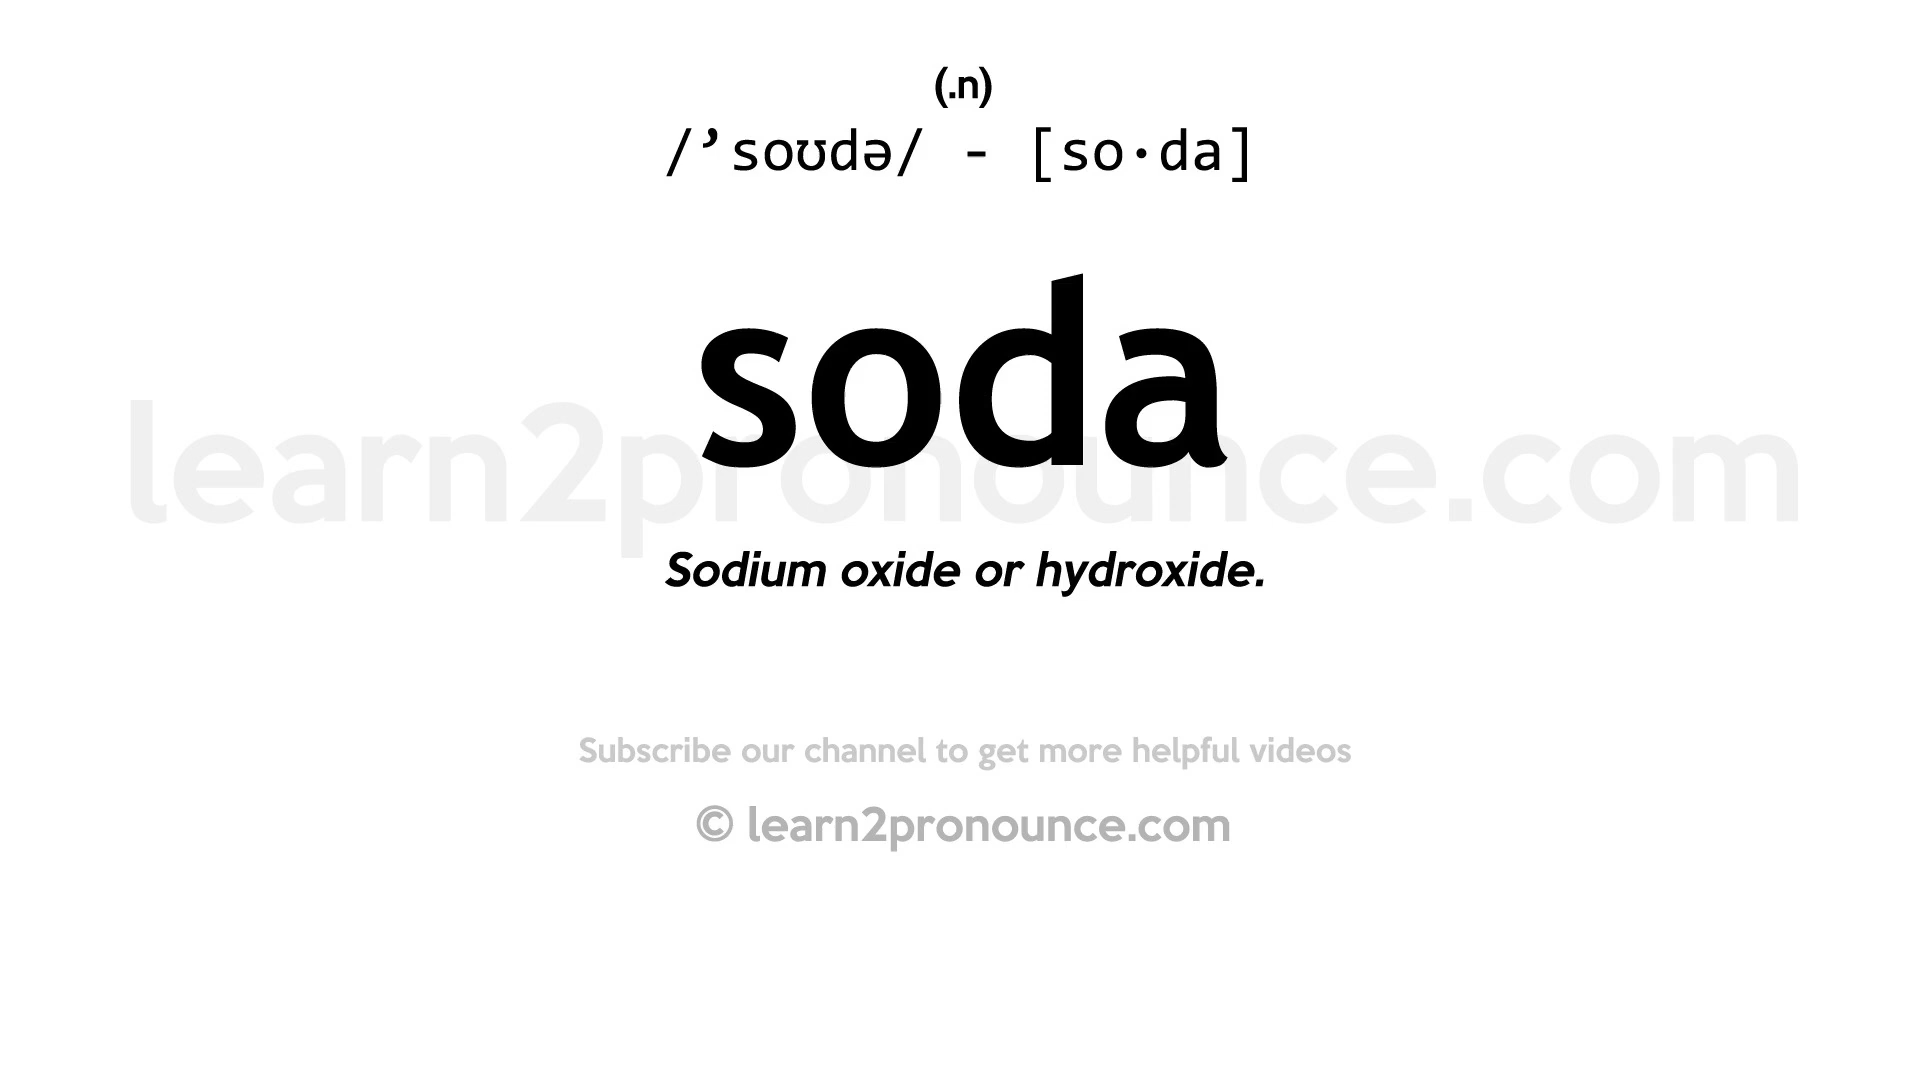 (.n)
/’soʊdə/ - [so·da]
soda
learn2pronounce.com
Sodium oxide or hydroxide.
Subscribe our channel to get more helpful videos
© learn2pronounce.com